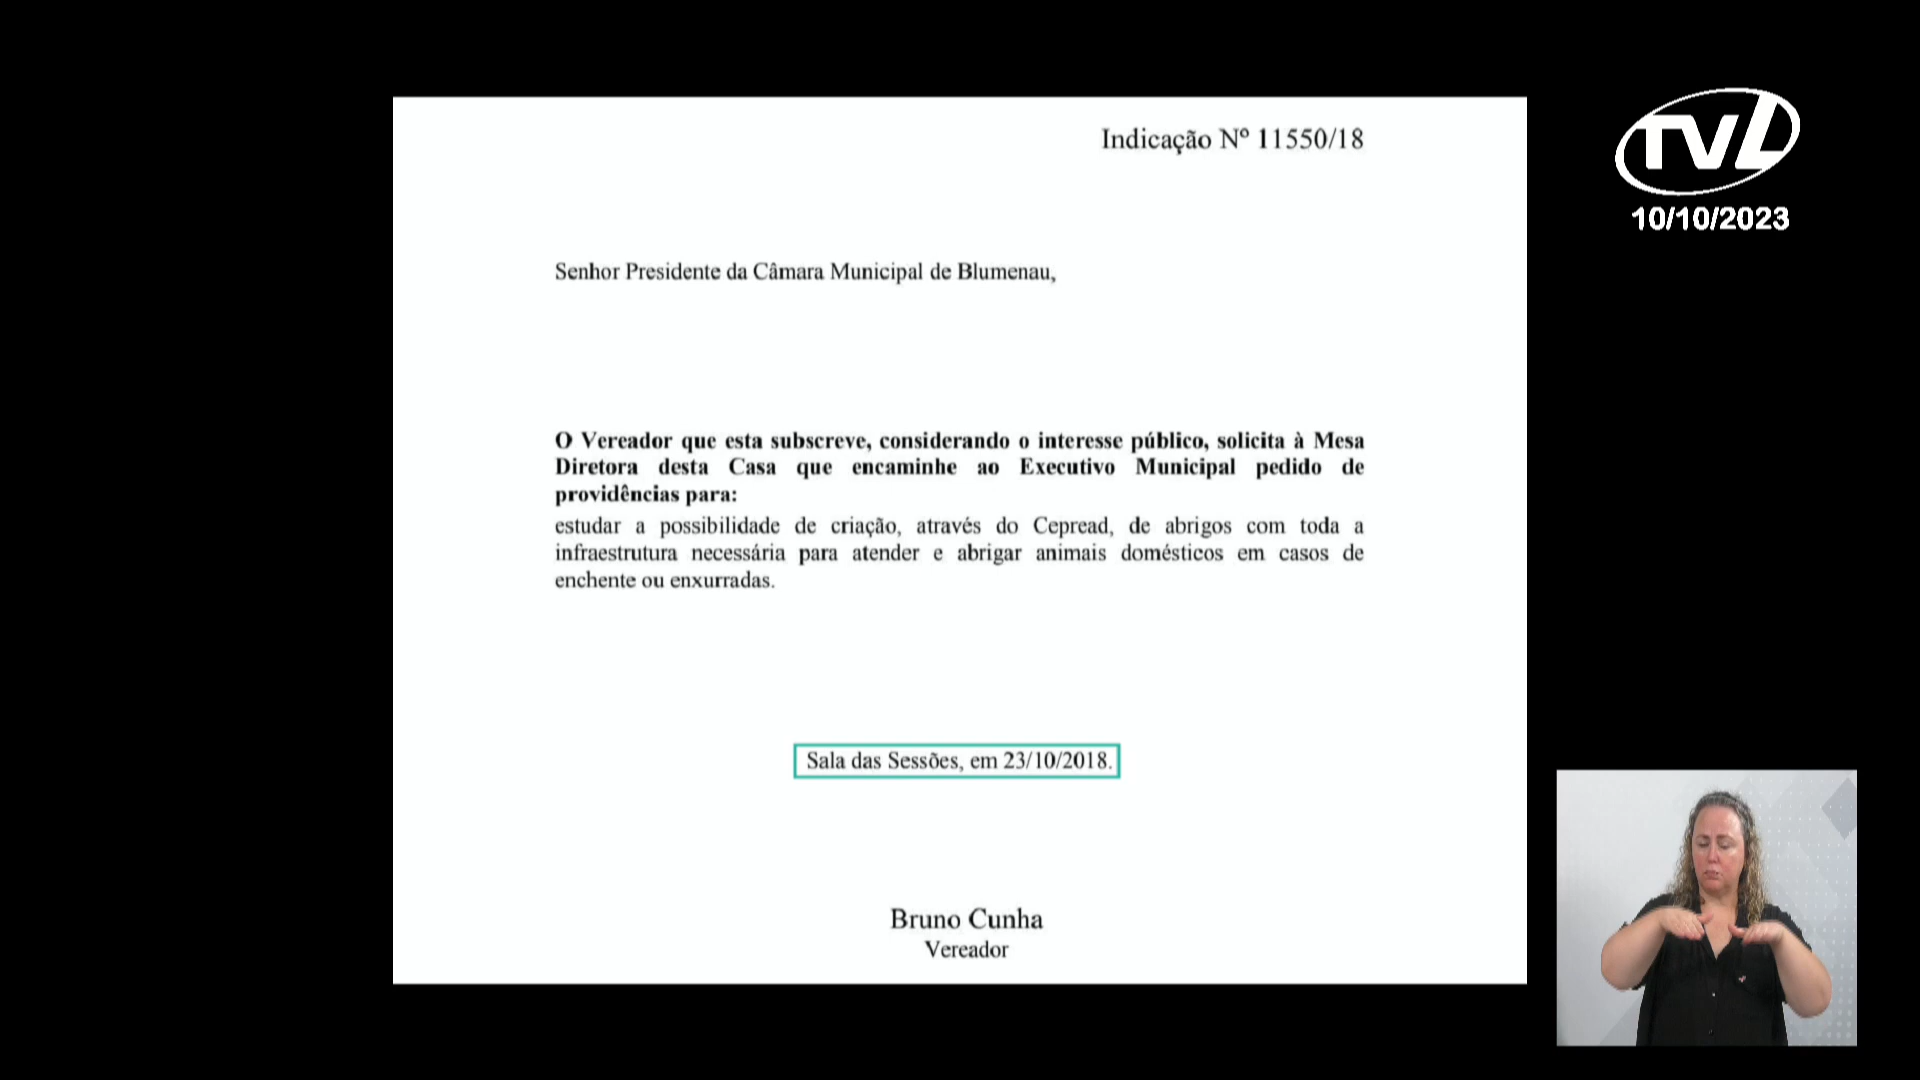 Indicação Nº 11550/18
TVL
10/10/2023
Senhor Presidente da Câmara Municipal de Blumenau,
O Vereador que esta subscreve, considerando o interesse público, solicita à Mesa
Diretora desta Casa que encaminhe ao Executivo Municipal pedido de
providências para:
estudar a possibilidade de criação, através do Cepread, de abrigos com toda a
infraestrutura necessária para atender e abrigar animais domésticos em casos de
enchente ou enxurradas.
Sala das Sessões, em 23/10/2018.
Bruno Cunha
Vereador